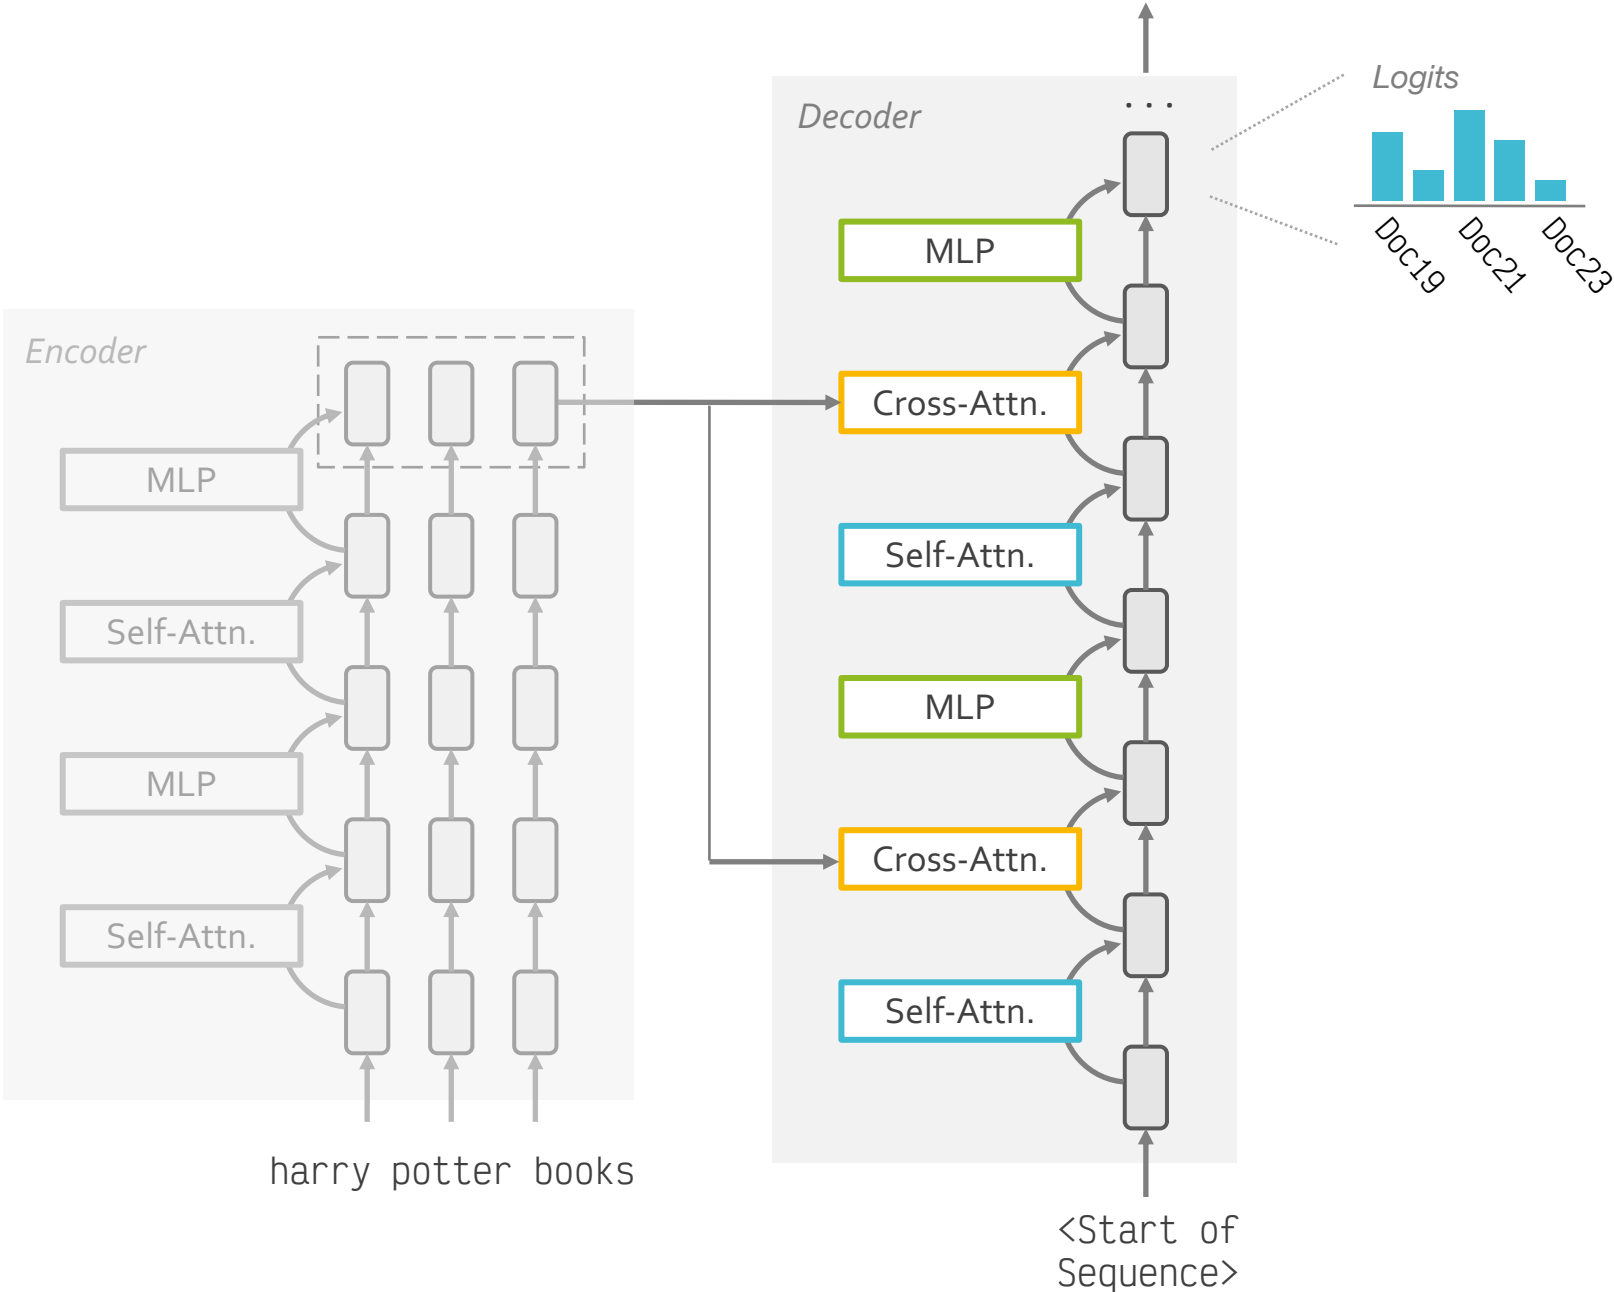 Encoder
MLP
Self-Attn.
MLP
Self-Attn.
harry potter books
Decoder
. . .
MLP
Cross-Attn.
Self-Attn.
MLP
Cross-Attn.
Self-Attn.
<Start of
Sequence>
Logits
Doc19
Doc21
Doc23